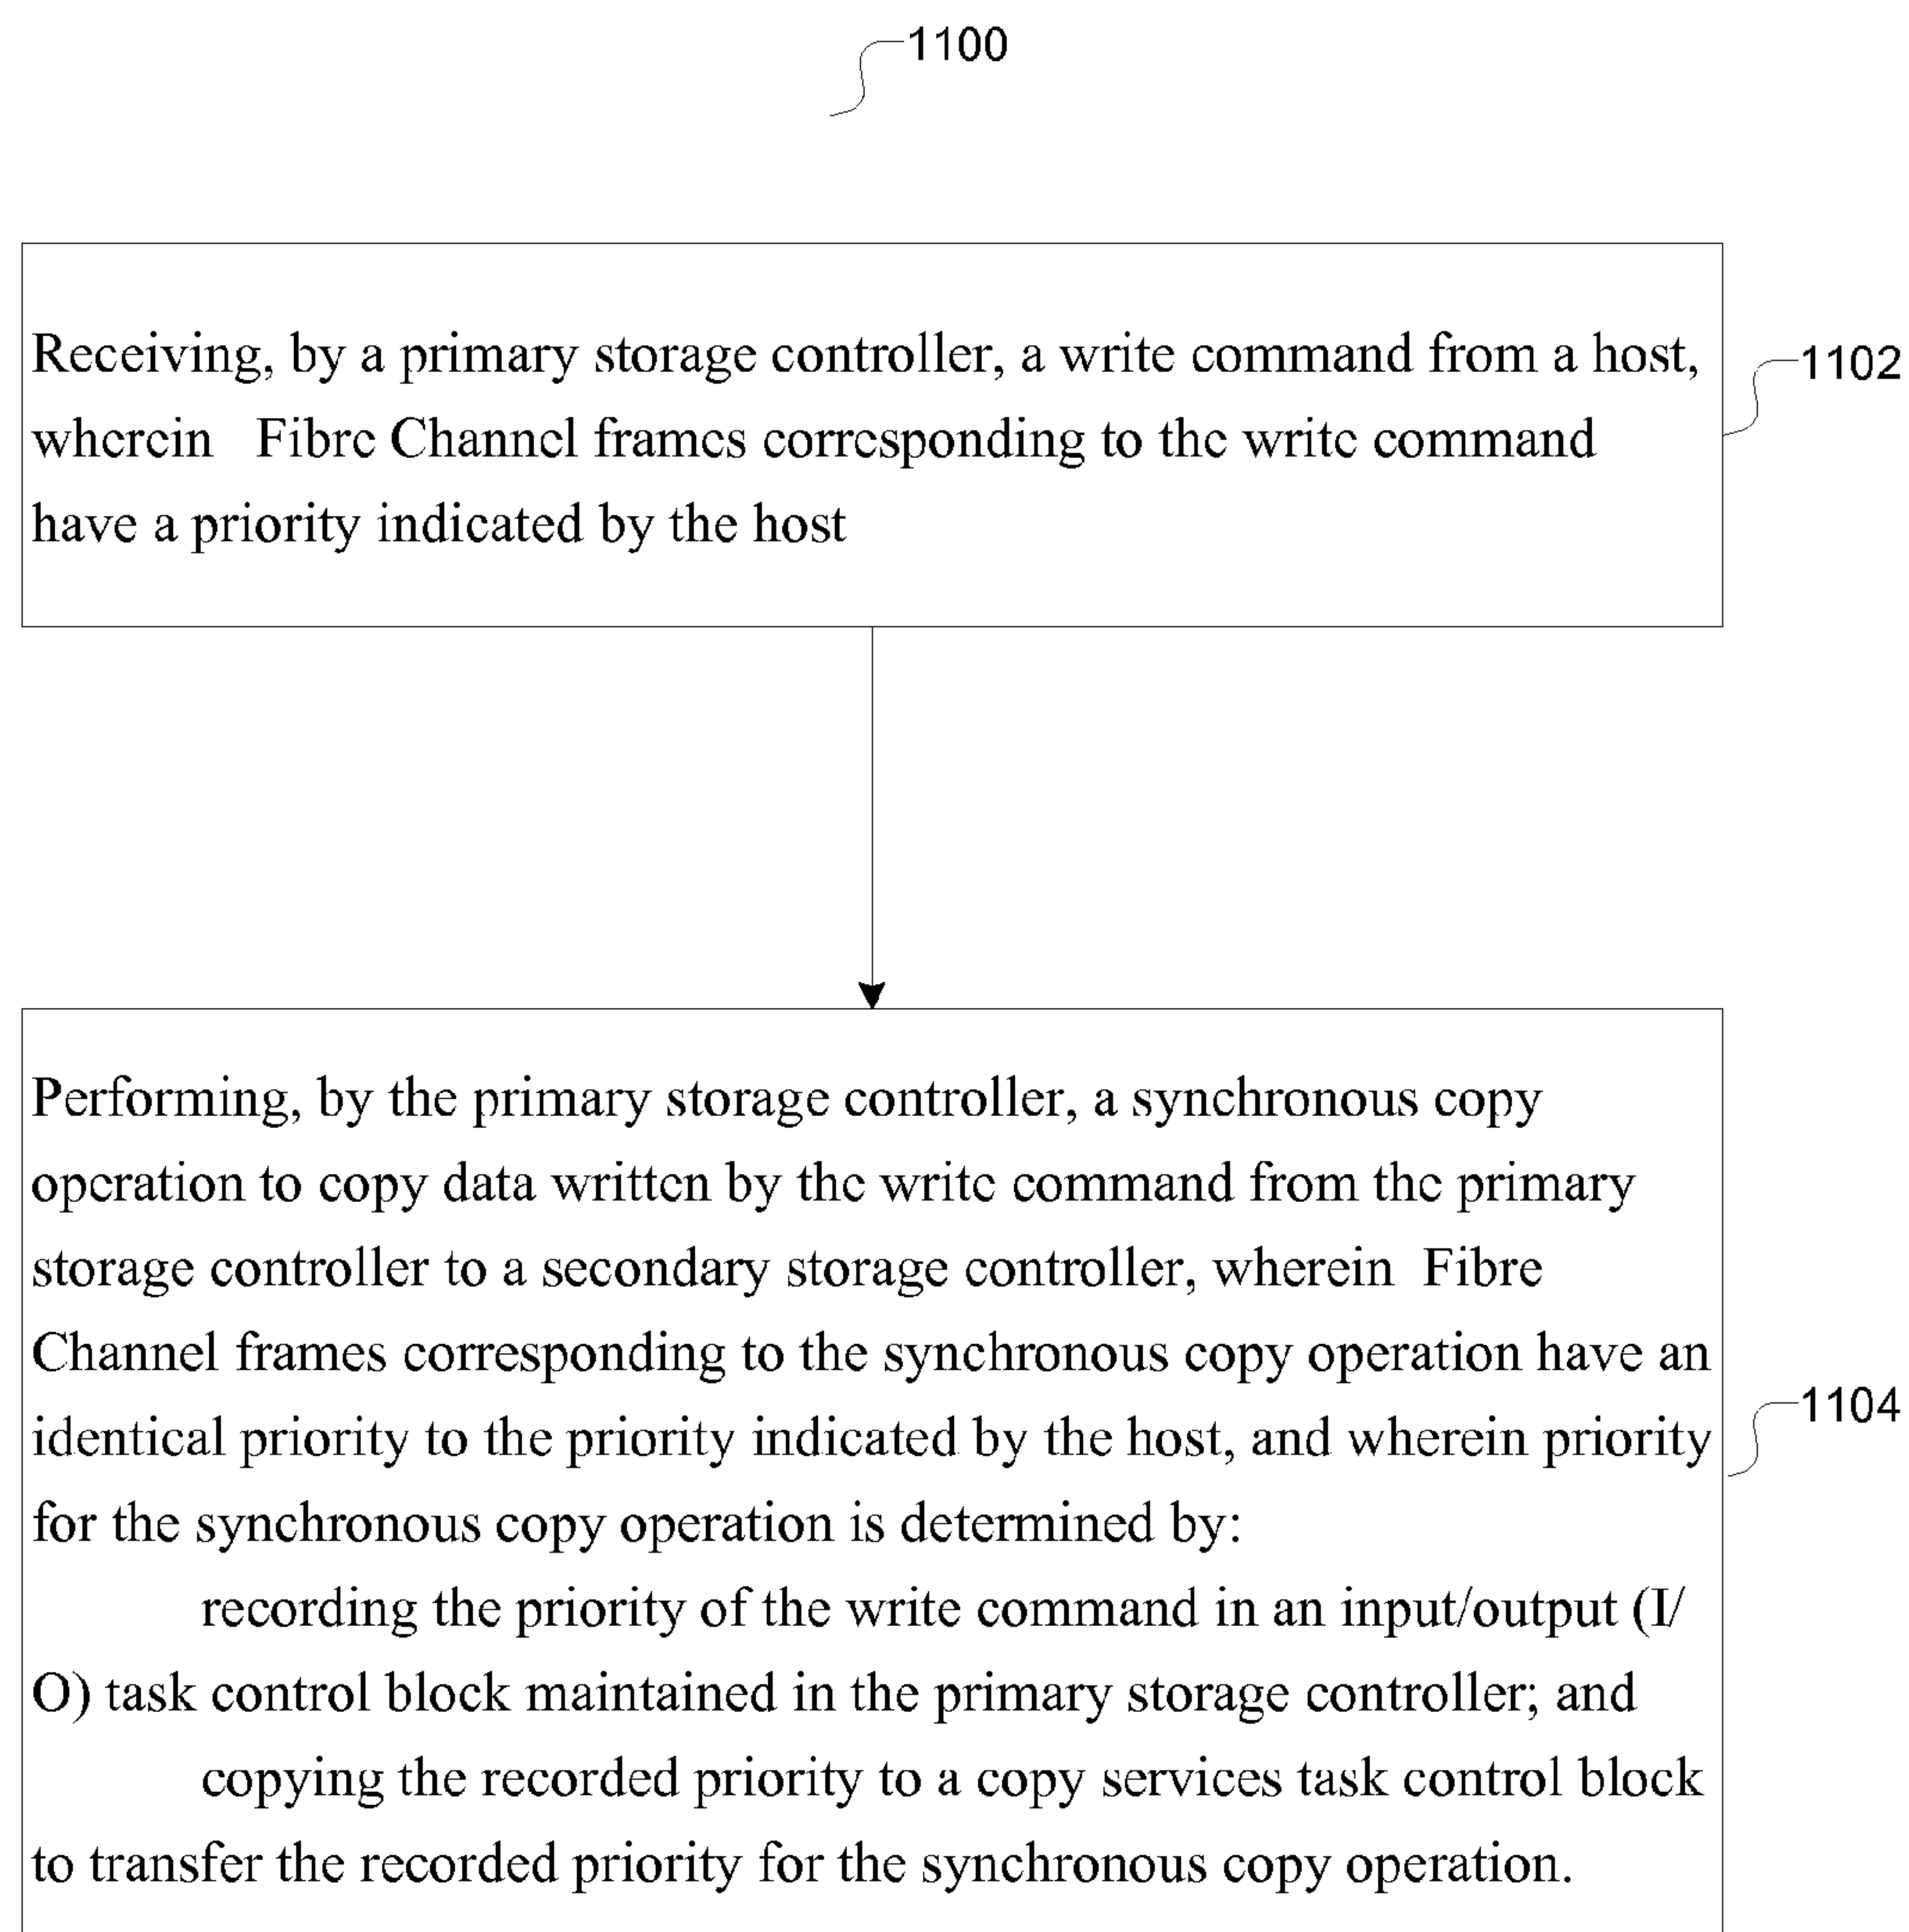 1100
Receiving, by a primary storage controller, a write command from a host,
wherein Fibre Channel frames corresponding to the write command
have a priority indicated by the host
1102
Performing, by the primary storage controller, a synchronous copy
operation to copy data written by the write command from the primary
storage controller to a secondary storage controller, wherein Fibre
Channel frames corresponding to the synchronous copy operation have an
identical priority to the priority indicated by the host, and wherein priority
for the synchronous copy operation is determined by:
recording the priority of the write command in an input/output (I/
O) task control block maintained in the primary storage controller; and
copying the recorded priority to a copy services task control block
to transfer the recorded priority for the synchronous copy operation.
1104